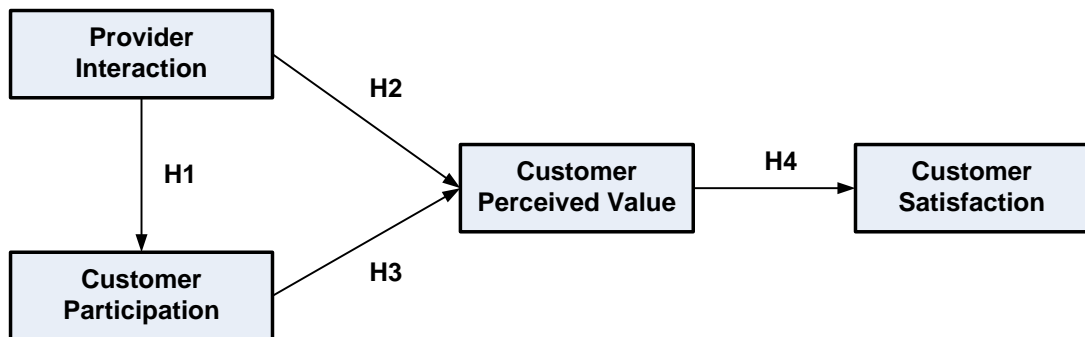 Provider
Interaction
H2
H1
Customer
Perceived Value
H4
Customer
Satisfaction
Customer
Participation
H3